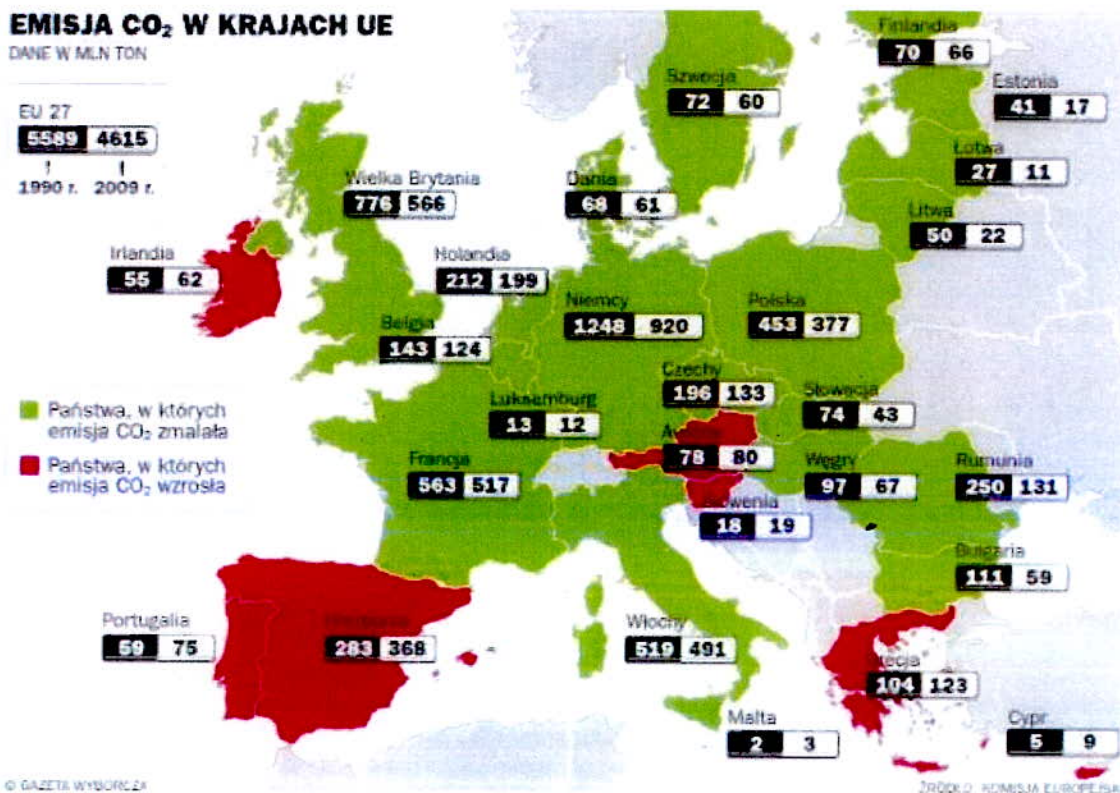 EMISJA CO₂ W KRAJACH UE
DANE W MLN TON
EU 27
5589 4615
1990 r. 2009 r.
Finlandia
70 66
Szwecja
72 60
Estonia
41 17
Łotwa
27 11
Litwa
50 22
Wielka Brytania
776 566
Dania
68 61
Irlandia
55 62
Holandia
212 199
Niemcy
1248 920
Polska
453 377
Belgia
143 124
Czechy
196 133
Słowacja
74 43
Luksemburg
13 12
78 80
Francja
563 517
Węgry
97 67
Rumunia
250 131
Słowenia
18 19
Bułgaria
111 59
Portugalia
59 75
Hiszpania
283 368
Włochy
519 491
Grecja
104 123
Malta
2 3
Cypr
5 9
Państwa, w których
emisja CO₂ zmalała
Państwa, w których
emisja CO₂ wzrosła
© GAZETA WYBORCZA
ŹRÓDŁO: KOMISJA EUROPEJSKA